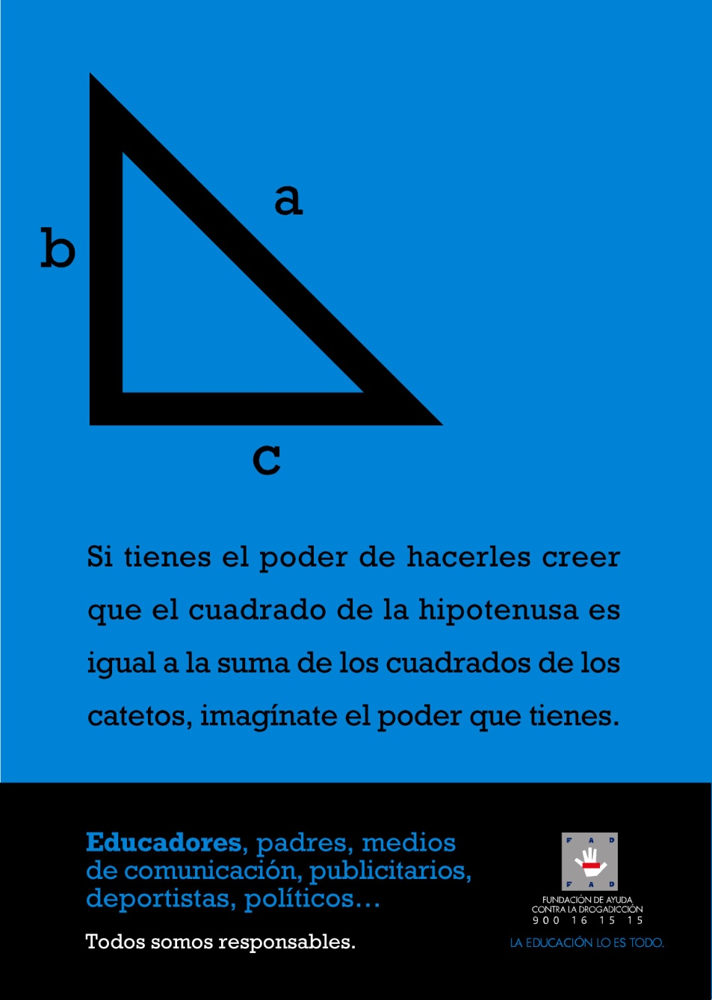 a
b
c
Si tienes el poder de hacerles creer
que el cuadrado de la hipotenusa es
igual a la suma de los cuadrados de los
catetos, imagínate el poder que tienes.
Educadores, padres, medios
de comunicación, publicitarios,
deportistas, políticos...
Todos somos responsables.
F A D
F A D
FUNDACIÓN DE AYUDA
CONTRA LA DROGADICCIÓN
900 16 15 15
LA EDUCACIÓN LO ES TODO.